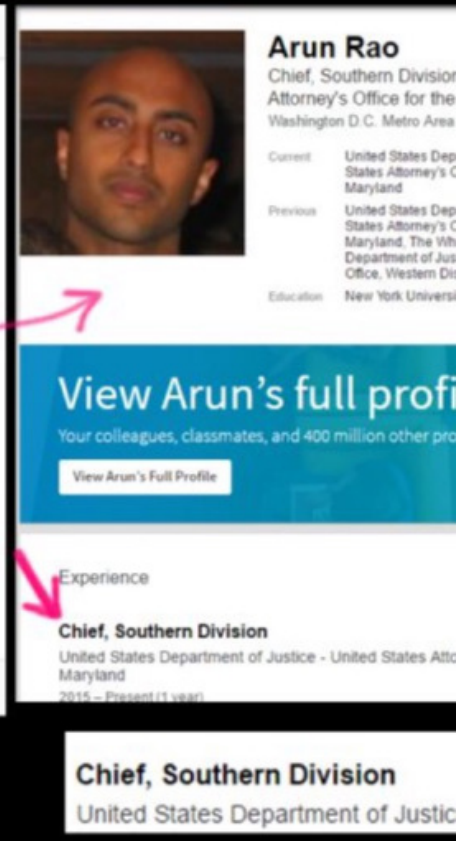 Arun Rao
Chief, Southern Division
Attorney's Office for the
Washington D.C. Metro Area
Current United States Dep
States Attorney's O
Maryland
Previous United States Dep
States Attorney's O
Maryland, The Wh
Department of Jus
Office, Western Dis
Education New York Universi
View Arun's full profi
Your colleagues, classmates, and 400 million other pro
View Arun's Full Profile
Experience
Chief, Southern Division
United States Department of Justice - United States Atto
Maryland
2015 – Present (1 year)
Chief, Southern Division
United States Department of Justic